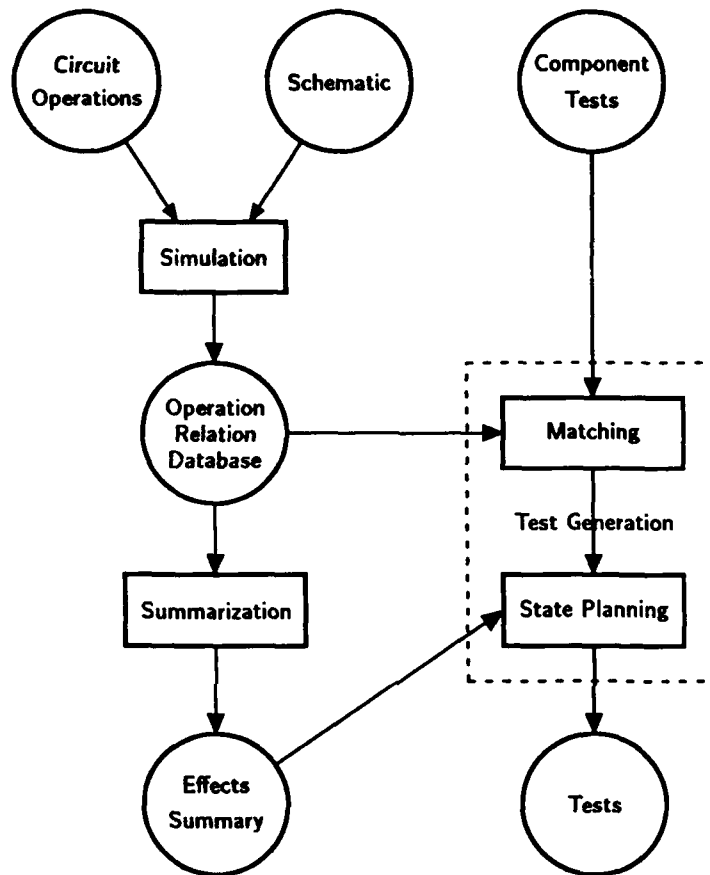 Circuit
Operations
Schematic
Component
Tests
Simulation
Operation
Relation
Database
Matching
Test Generation
Summarization
State Planning
Effects
Summary
Tests